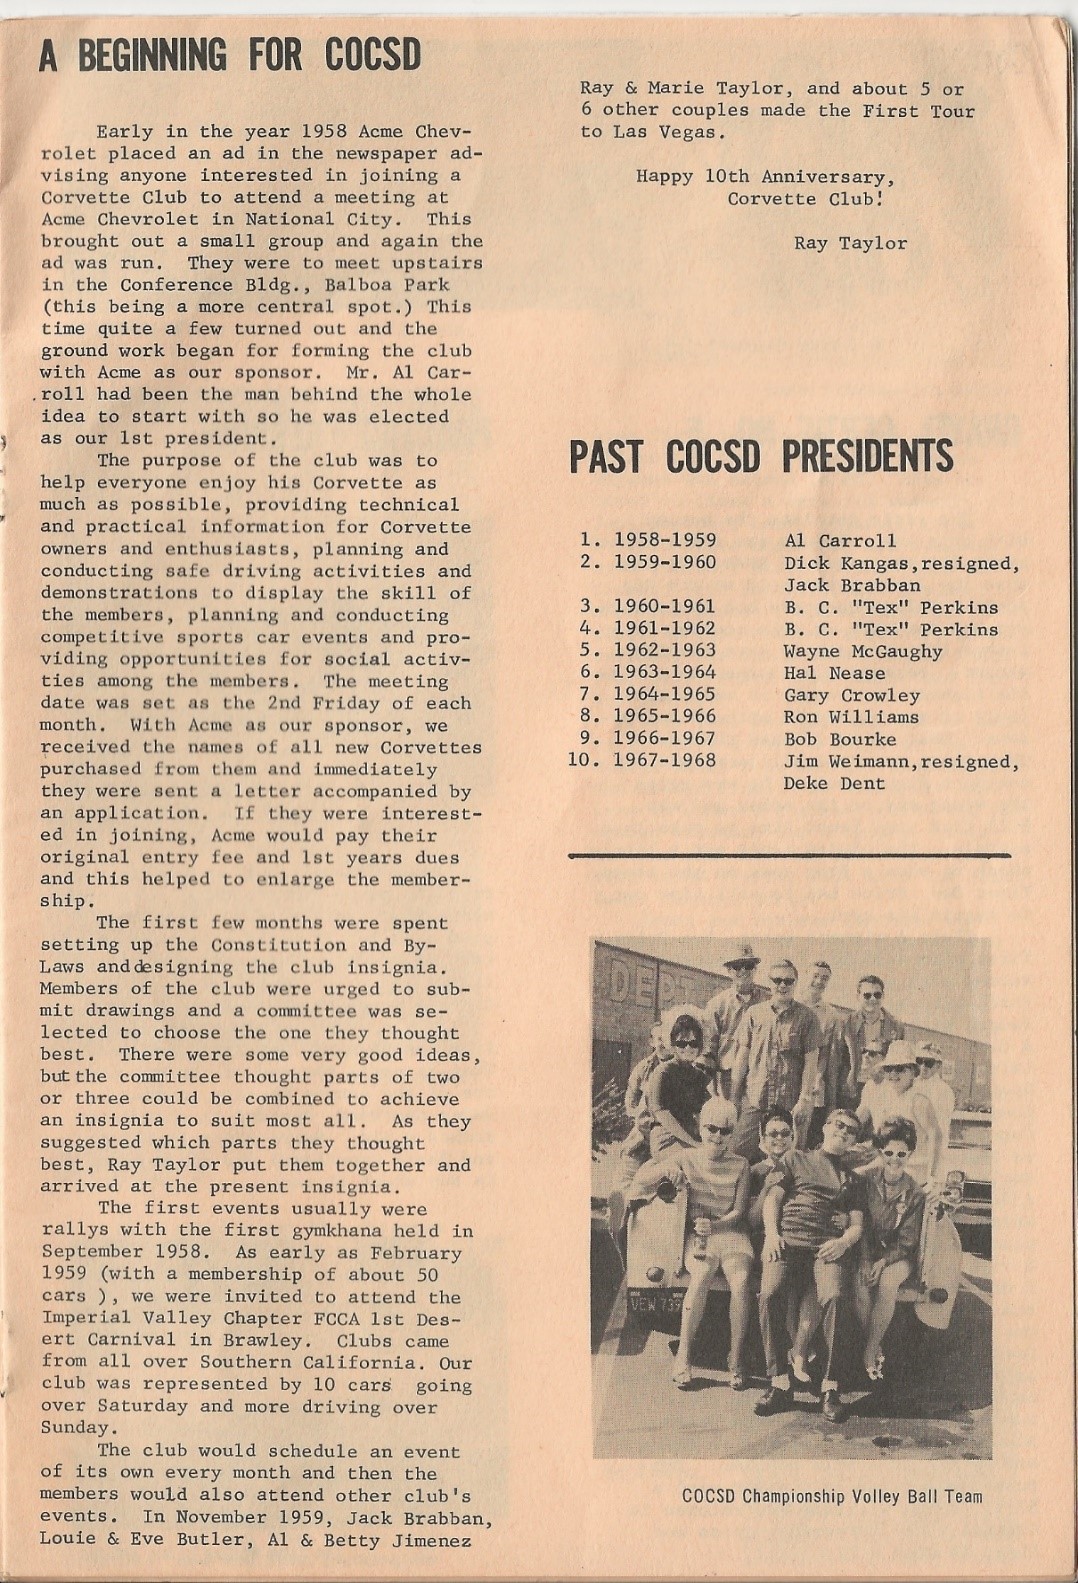 A BEGINNING FOR COCSD
Early in the year 1958 Acme Chev-
rolet placed an ad in the newspaper ad-
vising anyone interested in joining a
Corvette Club to attend a meeting at
Acme Chevrolet in National City.  This
brought out a small group and again the
ad was run.  They were to meet upstairs
in the Conference Bldg., Balboa Park
(this being a more central spot.) This
time quite a few turned out and the
ground work began for forming the club
with Acme as our sponsor.  Mr. Al Car-
roll had been the man behind the whole
idea to start with so he was elected
as our 1st president.
The purpose of the club was to
help everyone enjoy his Corvette as
much as possible, providing technical
and practical information for Corvette
owners and enthusiasts, planning and
conducting safe driving activities and
demonstrations to display the skill of
the members, planning and conducting
competitive sports car events and pro-
viding opportunities for social activ-
ties among the members.  The meeting
date was set as the 2nd Friday of each
month.  With Acme as our sponsor, we
received the names of all new Corvettes
purchased from them and immediately
they were sent a letter accompanied by
an application.  If they were interest-
ed in joining, Acme would pay their
original entry fee and 1st years dues
and this helped to enlarge the member-
ship.
The first few months were spent
setting up the Constitution and By-
Laws and designing the club insignia.
Members of the club were urged to sub-
mit drawings and a committee was se-
lected to choose the one they thought
best.  There were some very good ideas,
but the committee thought parts of two
or three could be combined to achieve
an insignia to suit most all.  As they
suggested which parts they thought
best, Ray Taylor put them together and
arrived at the present insignia.
The first events usually were
rallys with the first gymkhana held in
September 1958.  As early as February
1959 (with a membership of about 50
cars ), we were invited to attend the
Imperial Valley Chapter FCCA 1st Des-
ert Carnival in Brawley.  Clubs came
from all over Southern California. Our
club was represented by 10 cars going
over Saturday and more driving over
Sunday.
The club would schedule an event
of its own every month and then the
members would also attend other club's
events.  In November 1959, Jack Brabban,
Louie & Eve Butler, Al & Betty Jimenez
Ray & Marie Taylor, and about 5 or
6 other couples made the First Tour
to Las Vegas.
Happy 10th Anniversary,
Corvette Club!
Ray Taylor
PAST COCSD PRESIDENTS
1. 1958-1959 Al Carroll
2. 1959-1960 Dick Kangas,resigned,
Jack Brabban
3. 1960-1961 B. C. "Tex" Perkins
4. 1961-1962 B. C. "Tex" Perkins
5. 1962-1963 Wayne McGaughy
6. 1963-1964 Hal Nease
7. 1964-1965 Gary Crowley
8. 1965-1966 Ron Williams
9. 1966-1967 Bob Bourke
10. 1967-1968 Jim Weimann,resigned,
Deke Dent
DEPT
VEW 739
COCSD Championship Volley Ball Team